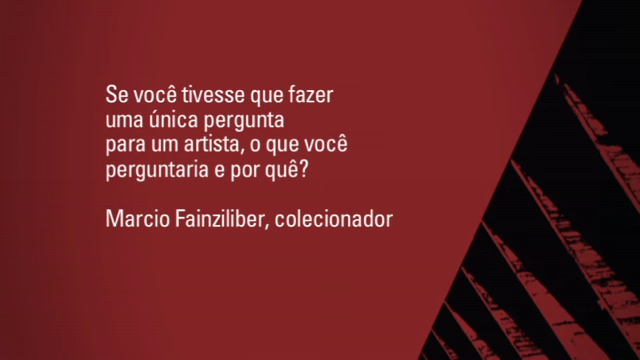 Se você tivesse que fazer
uma única pergunta
para um artista, o que você
perguntaria e por quê?
Marcio Fainziliber, colecionador